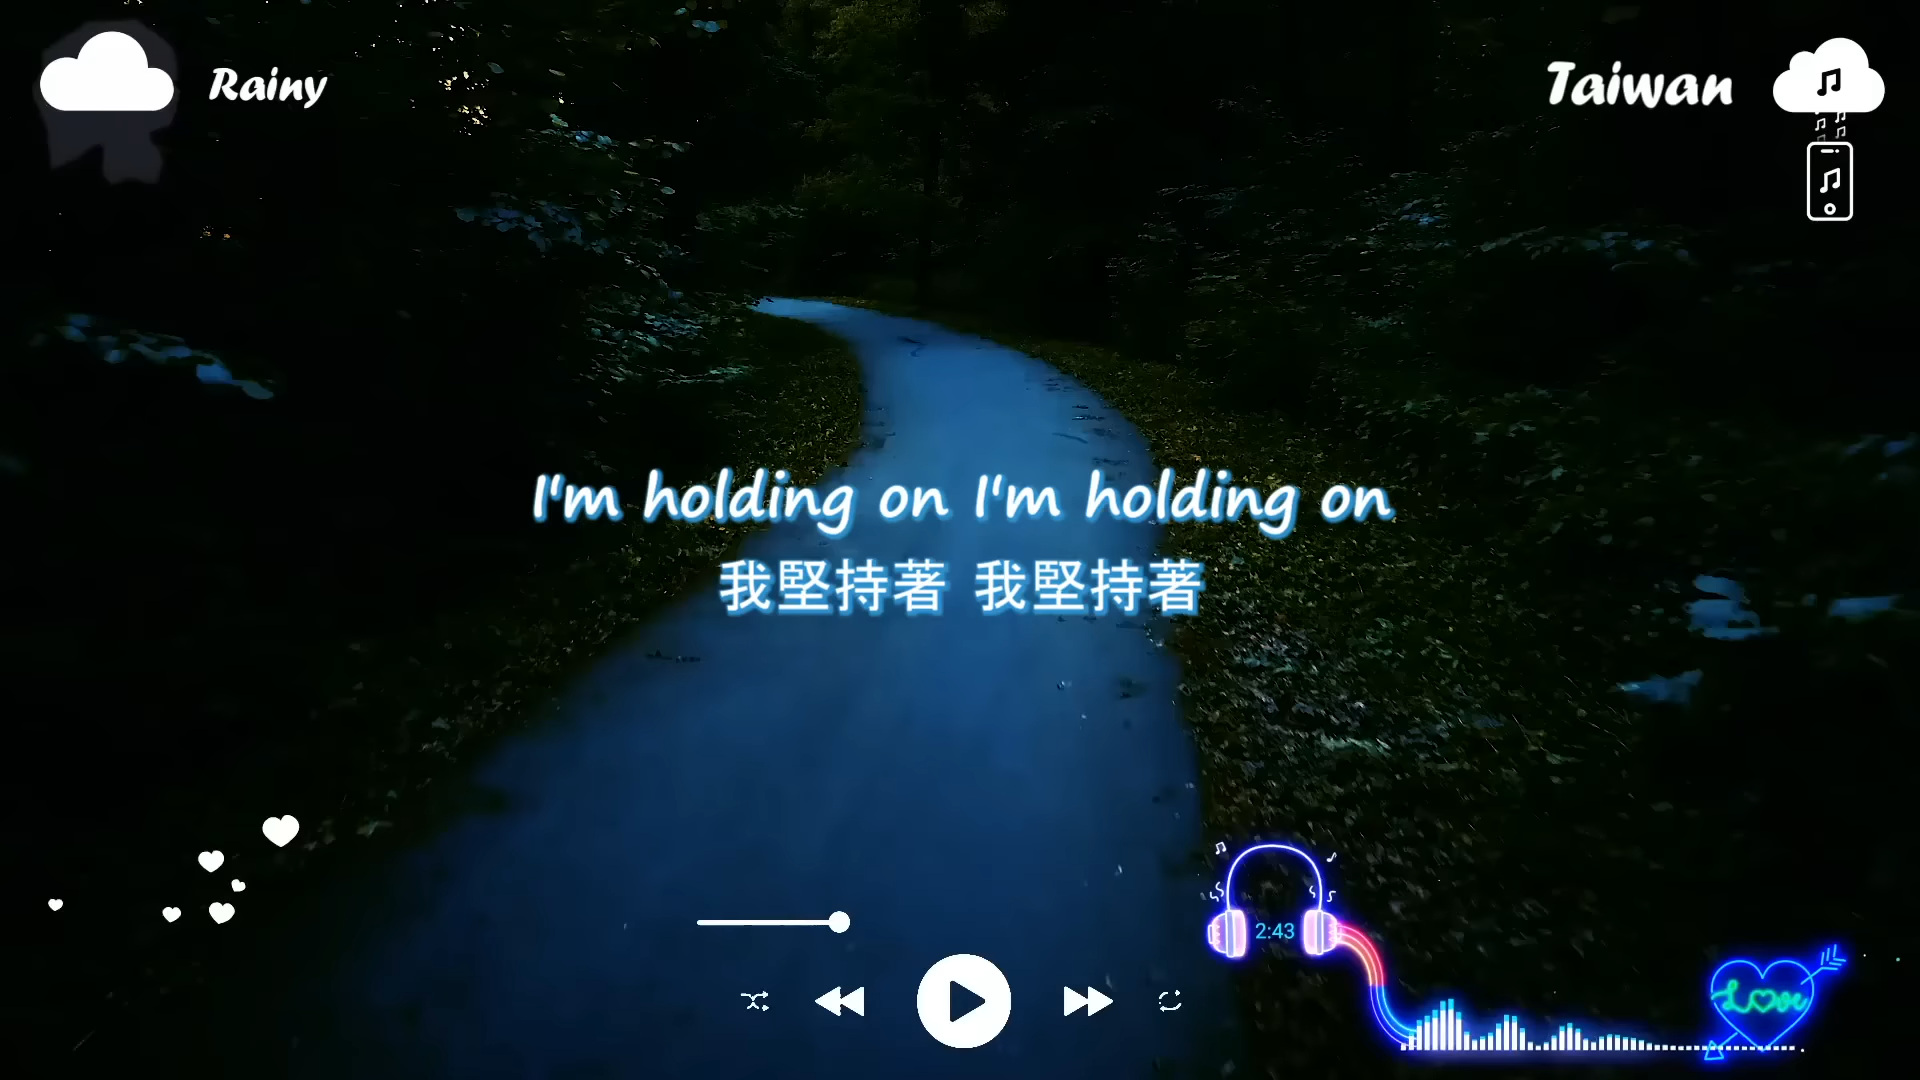 Rainy
Taiwan
I'm holding on I'm holding on
我堅持著 我堅持著
2:43
Love